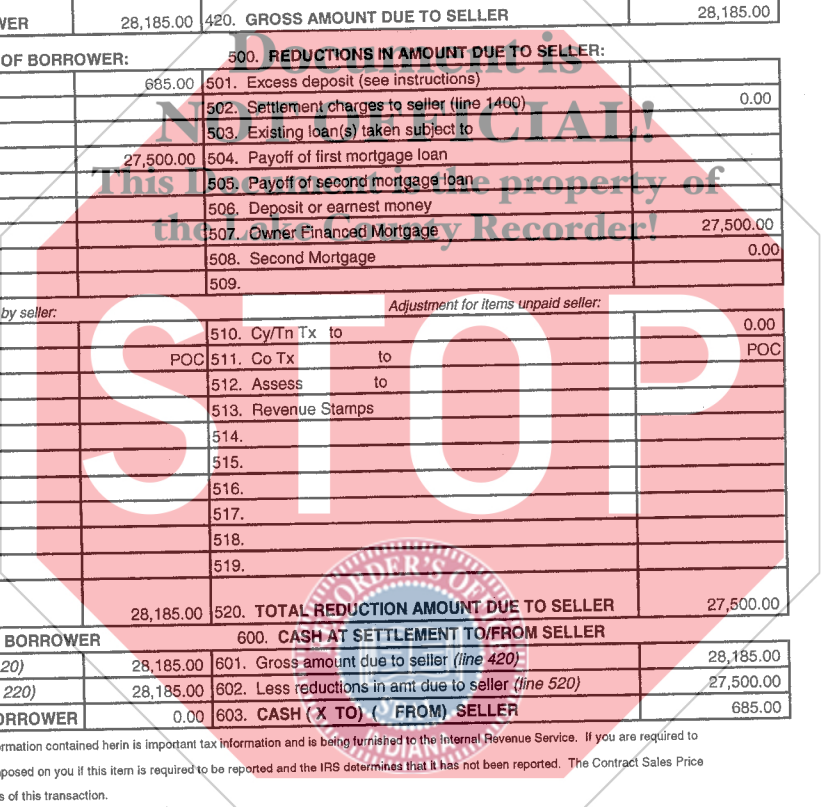 WER 28,185.00 420. GROSS AMOUNT DUE TO SELLER 28,185.00
OF BORROWER: 500. REDUCTIONS IN AMOUNT DUE TO SELLER:
Document is
685.00 501. Excess deposit (see instructions)
502. Settlement charges to seller (line 1400) 0.00
NOT OFFICIAL!
503. Existing loan(s) taken subject to
27,500.00 504. Payoff of first mortgage loan
This Document is the property of
505. Payoff of second mortgage loan
506. Deposit or earnest money
the Lake County Recorder!
507. Owner Financed Mortgage 27,500.00
508. Second Mortgage 0.00
509.
by seller: Adjustment for items unpaid seller:
STOP
510. Cy/Tn Tx to 0.00
POC 511. Co Tx to POC
512. Assess to
513. Revenue Stamps
514.
515.
516.
517.
518.
519.
RECORDER'S OFFICE
28,185.00 520. TOTAL REDUCTION AMOUNT DUE TO SELLER 27,500.00
BORROWER 600. CASH AT SETTLEMENT TO/FROM SELLER
20) 28,185.00 601. Gross amount due to seller (line 420) 28,185.00
220) 28,185.00 602. Less reductions in amt due to seller (line 520) 27,500.00
ORROWER 0.00 603. CASH ( X TO) ( FROM) SELLER 685.00
INDIANA
rmation contained herin is important tax information and is being furnished to the Internal Revenue Service. If you are required to
posed on you if this item is required to be reported and the IRS determines that it has not been reported. The Contract Sales Price
s of this transaction.